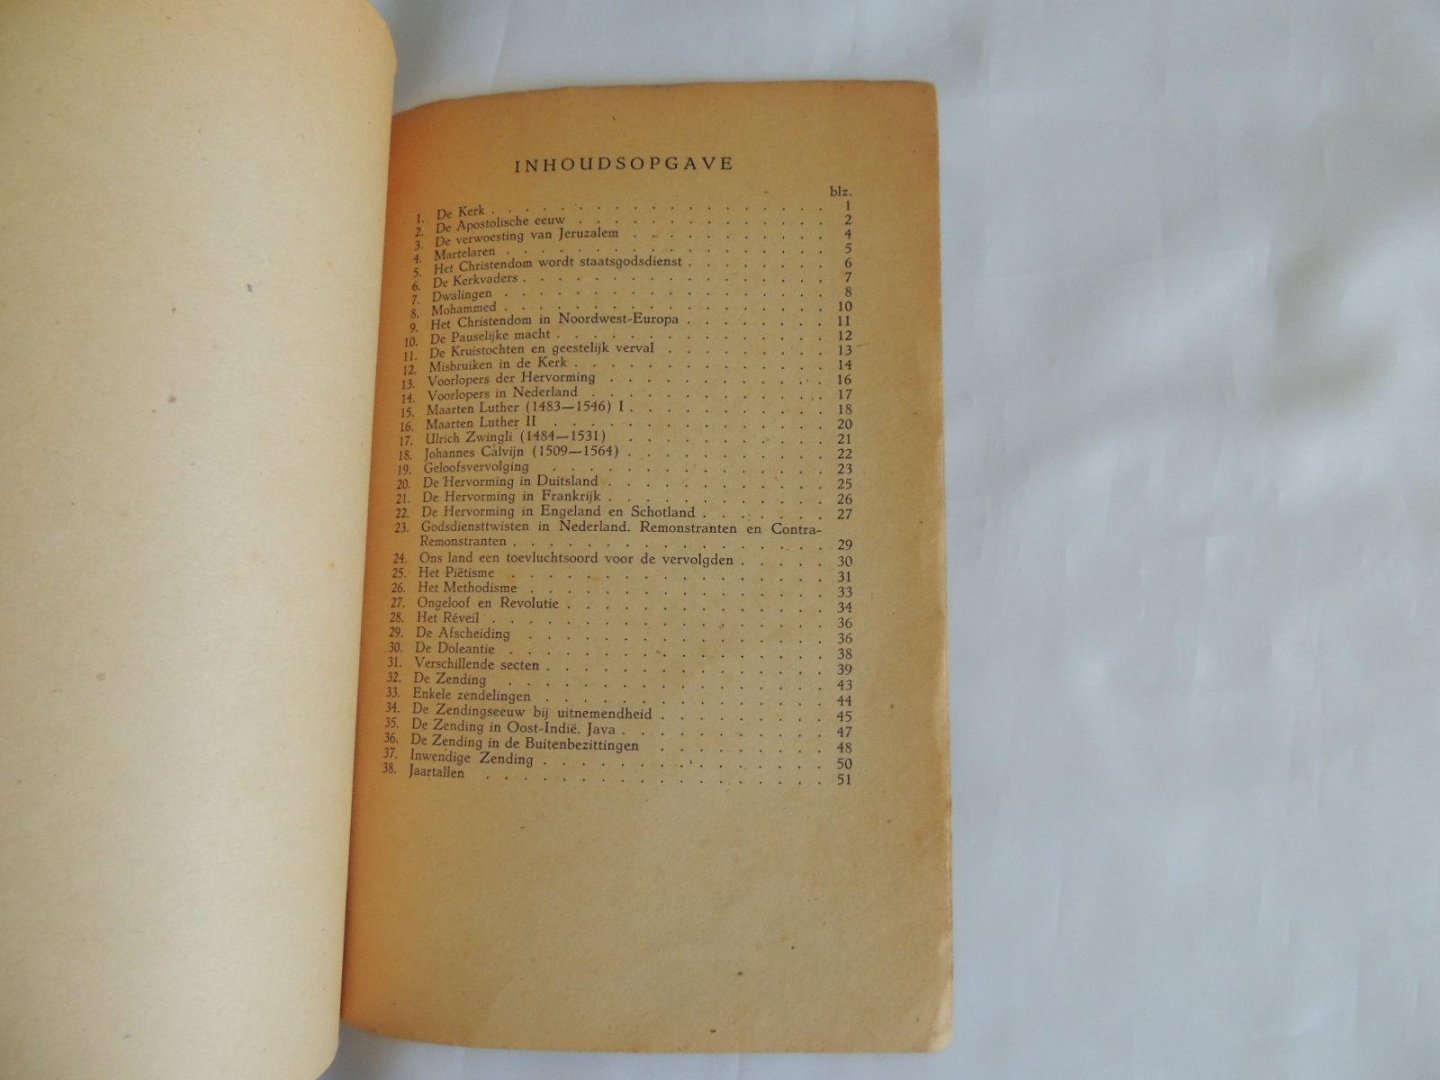 INHOUDSOPGAVE
blz.
1. De Kerk . . . . . . . . . . . . . . . . 1
2. De Apostolische eeuw . . . . . . . . . . . . . 2
3. De verwoesting van Jeruzalem . . . . . . . . . . 4
4. Martelaren . . . . . . . . . . . . . . . . 5
5. Het Christendom wordt staatsgodsdienst . . . . . . . 6
6. De Kerkvaders . . . . . . . . . . . . . . . 7
7. Dwalingen . . . . . . . . . . . . . . . . 8
8. Mohammed . . . . . . . . . . . . . . . . 10
9. Het Christendom in Noordwest-Europa . . . . . . . 11
10. De Pauselijke macht . . . . . . . . . . . . . 12
11. De Kruistochten en geestelijk verval . . . . . . . . 13
12. Misbruiken in de Kerk . . . . . . . . . . . . . 14
13. Voorlopers der Hervorming . . . . . . . . . . . 16
14. Voorlopers in Nederland . . . . . . . . . . . . 17
15. Maarten Luther (1483—1546) I . . . . . . . . . . 18
16. Maarten Luther II . . . . . . . . . . . . . . 20
17. Ulrich Zwingli (1484—1531) . . . . . . . . . . . 21
18. Johannes Calvijn (1509—1564) . . . . . . . . . . 22
19. Geloofsvervolging . . . . . . . . . . . . . . 23
20. De Hervorming in Duitsland . . . . . . . . . . . 25
21. De Hervorming in Frankrijk . . . . . . . . . . . 26
22. De Hervorming in Engeland en Schotland . . . . . . . 27
23. Godsdiensttwisten in Nederland. Remonstranten en Contra-
Remonstranten . . . . . . . . . . . . . . . . 29
24. Ons land een toevluchtsoord voor de vervolgden . . . . . 30
25. Het Piëtisme . . . . . . . . . . . . . . . . 31
26. Het Methodisme . . . . . . . . . . . . . . . 33
27. Ongeloof en Revolutie . . . . . . . . . . . . . 34
28. Het Réveil . . . . . . . . . . . . . . . . . 36
29. De Afscheiding . . . . . . . . . . . . . . . 36
30. De Doleantie . . . . . . . . . . . . . . . . 38
31. Verschillende secten . . . . . . . . . . . . . . 39
32. De Zending . . . . . . . . . . . . . . . . 43
33. Enkele zendelingen . . . . . . . . . . . . . . 44
34. De Zendingseeuw bij uitnemendheid . . . . . . . . 45
35. De Zending in Oost-Indië. Java . . . . . . . . . . 47
36. De Zending in de Buitenbezittingen . . . . . . . . . 48
37. Inwendige Zending . . . . . . . . . . . . . . 50
38. Jaartallen . . . . . . . . . . . . . . . . . 51